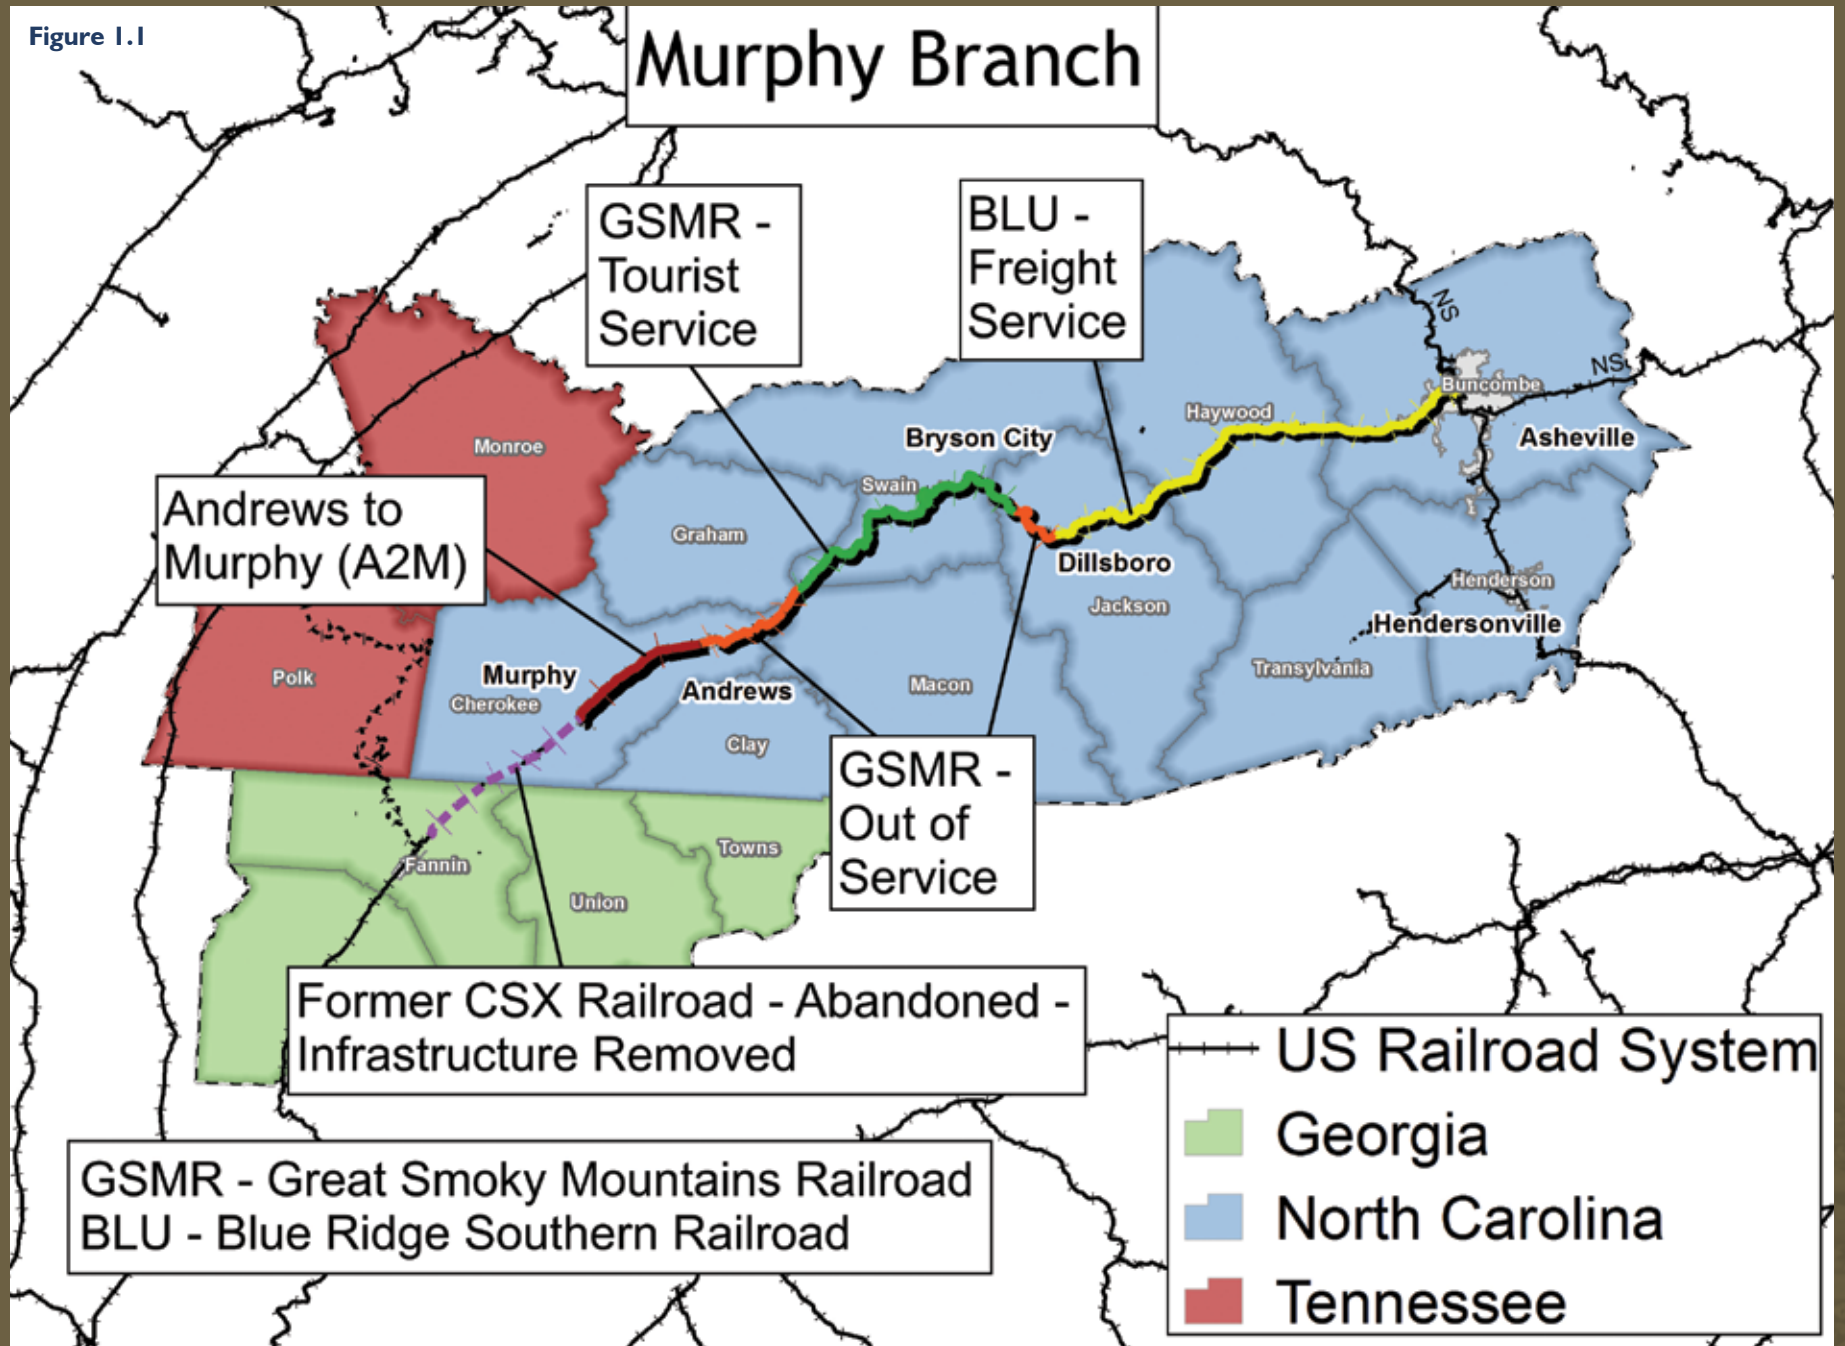 Figure 1.1
Murphy Branch
GSMR -
Tourist
Service
BLU -
Freight
Service
NS
NS
Buncombe
Haywood
Asheville
Bryson City
Monroe
Swain
Andrews to
Murphy (A2M)
Graham
Dillsboro
Henderson
Jackson
Hendersonville
Polk
Murphy
Cherokee
Andrews
Macon
Transylvania
Clay
GSMR -
Out of
Service
Towns
Fannin
Union
Former CSX Railroad - Abandoned -
Infrastructure Removed
US Railroad System
Georgia
North Carolina
Tennessee
GSMR - Great Smoky Mountains Railroad
BLU - Blue Ridge Southern Railroad